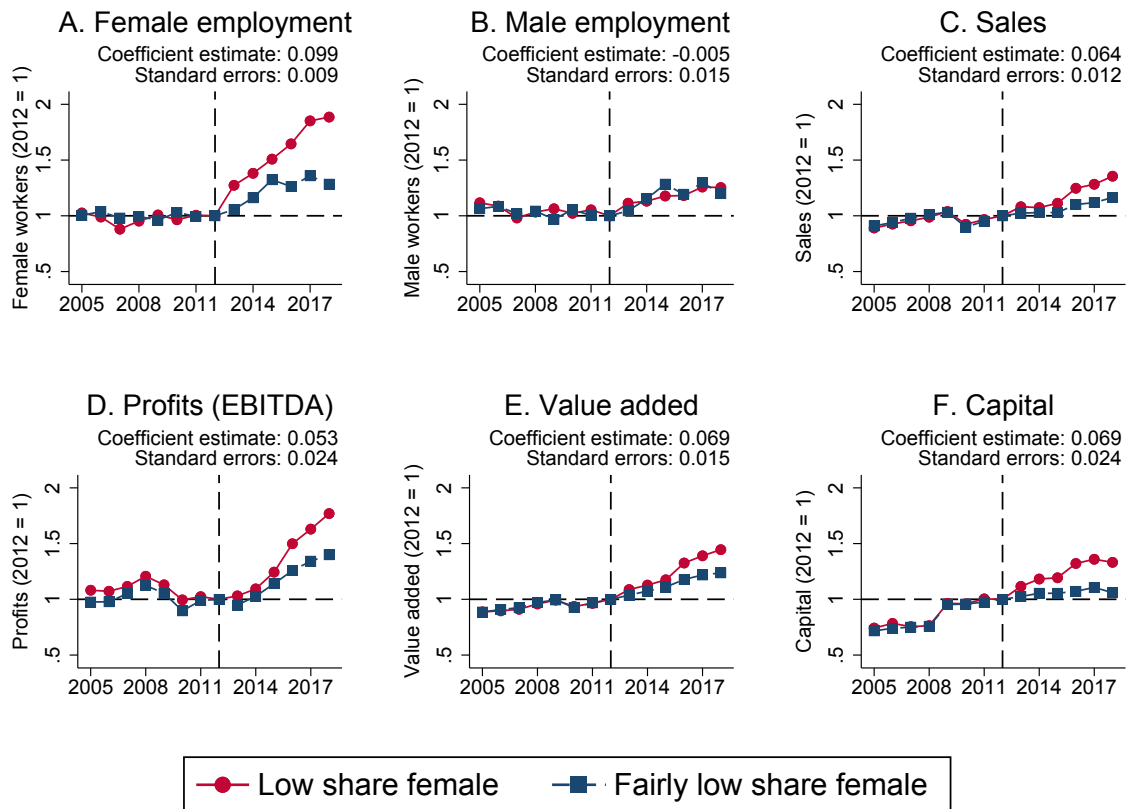 A. Female employment
Coefficient estimate: 0.099
Standard errors: 0.009
Female workers (2012 = 1)
2
1.5
1
.5
2005 2008 2011 2014 2017
B. Male employment
Coefficient estimate: -0.005
Standard errors: 0.015
Male workers (2012 = 1)
2
1.5
1
.5
2005 2008 2011 2014 2017
C. Sales
Coefficient estimate: 0.064
Standard errors: 0.012
Sales (2012 = 1)
2
1.5
1
.5
2005 2008 2011 2014 2017
D. Profits (EBITDA)
Coefficient estimate: 0.053
Standard errors: 0.024
Profits (2012 = 1)
2
1.5
1
.5
2005 2008 2011 2014 2017
E. Value added
Coefficient estimate: 0.069
Standard errors: 0.015
Value added (2012 = 1)
2
1.5
1
.5
2005 2008 2011 2014 2017
F. Capital
Coefficient estimate: 0.069
Standard errors: 0.024
Capital (2012 = 1)
2
1.5
1
.5
2005 2008 2011 2014 2017
Low share female
Fairly low share female